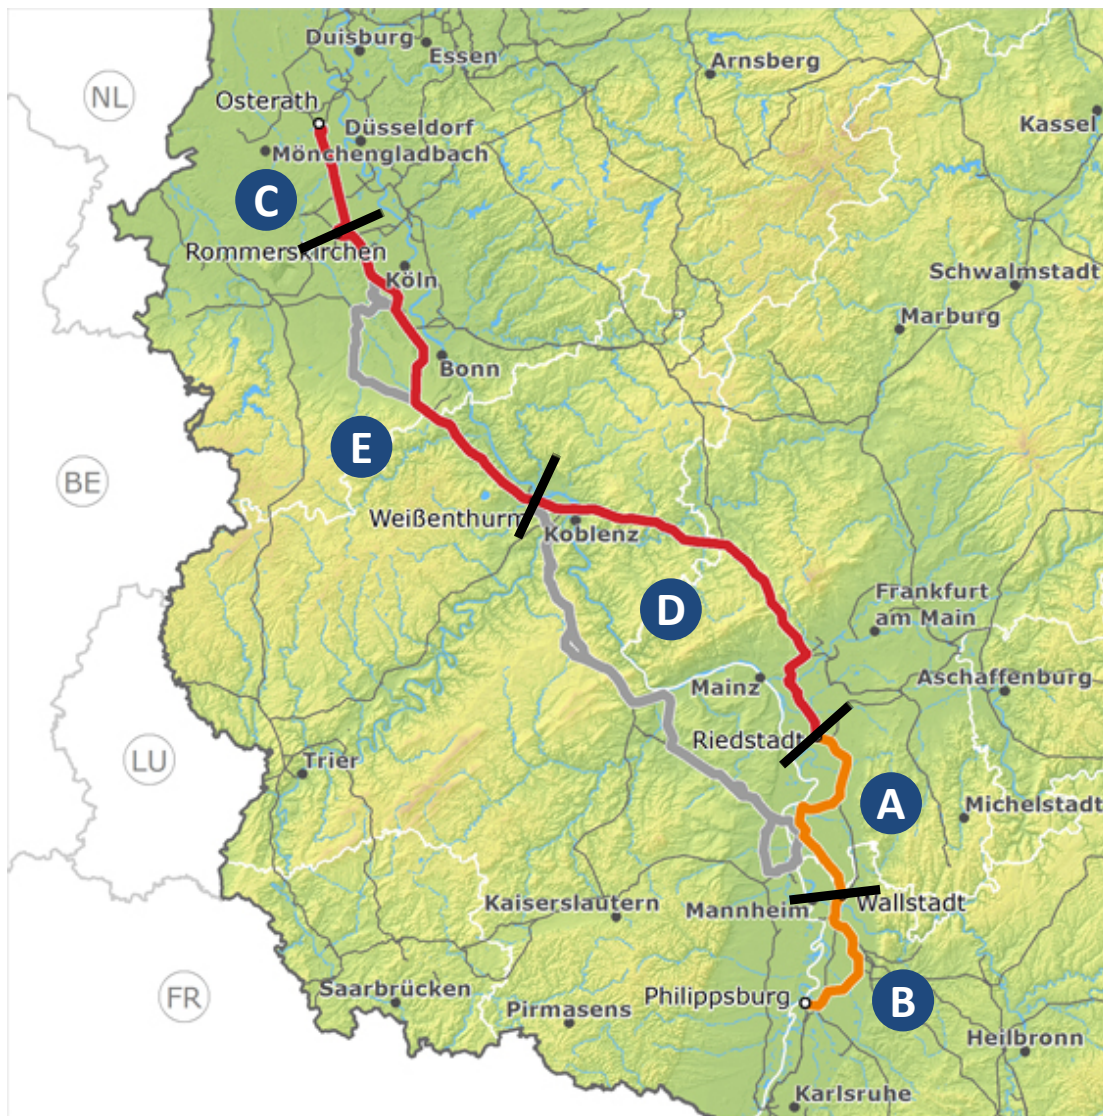 Duisburg
Essen
Arnsberg
NL
Osterath
Kassel
Düsseldorf
Mönchengladbach
C
Rommerskirchen
Köln
Schwalmstadt
Marburg
Bonn
E
BE
Weißenthurm
Koblenz
Frankfurt
am Main
D
Mainz
Aschaffenburg
Riedstadt
LU
Trier
A
Michelstadt
Kaiserslautern
Mannheim
Wallstadt
FR
Saarbrücken
Philippsburg
B
Pirmasens
Heilbronn
Karlsruhe